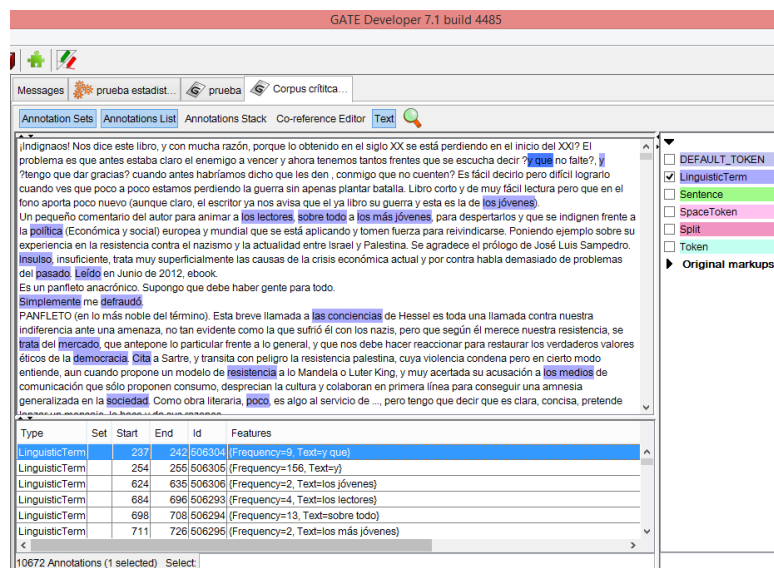 GATE Developer 7.1 build 4485
Messages prueba estadist... prueba Corpus crítitca...
Annotation Sets Annotations List Annotations Stack Co-reference Editor Text
¡Indignaos! Nos dice este libro, y con mucha razón, porque lo obtenido en el siglo XX se está perdiendo en el inicio del XXI? El
problema es que antes estaba claro el enemigo a vencer y ahora tenemos tantos frentes que se escucha decir ?y que no falte?, y
?tengo que dar gracias? cuando antes habríamos dicho que les den , conmigo que no cuenten? Es fácil decirlo pero difícil lograrlo
cuando ves que poco a poco estamos perdiendo la guerra sin apenas plantar batalla. Libro corto y de muy fácil lectura pero que en el
fono aporta poco nuevo (aunque claro, el escritor ya nos avisa que el ya libro su guerra y esta es la de los jóvenes).
Un pequeño comentario del autor para animar a los lectores, sobre todo a los más jóvenes, para despertarlos y que se indignen frente a
la política (Económica y social) europea y mundial que se está aplicando y tomen fuerza para reivindicarse. Poniendo ejemplo sobre su
experiencia en la resistencia contra el nazismo y la actualidad entre Israel y Palestina. Se agradece el prólogo de José Luis Sampedro.
Insulso, insuficiente, trata muy superficialmente las causas de la crisis económica actual y por contra habla demasiado de problemas
del pasado. Leído en Junio de 2012, ebook.
Es un panfleto anacrónico. Supongo que debe haber gente para todo.
Simplemente me defraudó.
PANFLETO (en lo más noble del término). Esta breve llamada a las conciencias de Hessel es toda una llamada contra nuestra
indiferencia ante una amenaza, no tan evidente como la que sufrió él con los nazis, pero que según él merece nuestra resistencia, se
trata del mercado, que antepone lo particular frente a lo general, y que nos debe hacer reaccionar para restaurar los verdaderos valores
éticos de la democracia. Cita a Sartre, y transita con peligro la resistencia palestina, cuya violencia condena pero en cierto modo
entiende, aun cuando propone un modelo de resistencia a lo Mandela o Luter King, y muy acertada su acusación a los medios de
comunicación que sólo proponen consumo, desprecian la cultura y colaboran en primera línea para conseguir una amnesia
generalizada en la sociedad. Como obra literaria, poco, es algo al servicio de ..., pero tengo que decir que es clara, concisa, pretende
DEFAULT_TOKEN
LinguisticTerm
Sentence
SpaceToken
Split
Token
Original markups
Type Set Start End Id Features
LinguisticTerm 237 242 506304 {Frequency=9, Text=y que}
LinguisticTerm 254 255 506305 {Frequency=156, Text=y}
LinguisticTerm 624 635 506306 {Frequency=2, Text=los jóvenes}
LinguisticTerm 684 696 506293 {Frequency=4, Text=los lectores}
LinguisticTerm 698 708 506294 {Frequency=13, Text=sobre todo}
LinguisticTerm 711 726 506295 {Frequency=2, Text=los más jóvenes}
10672 Annotations (1 selected) Select: